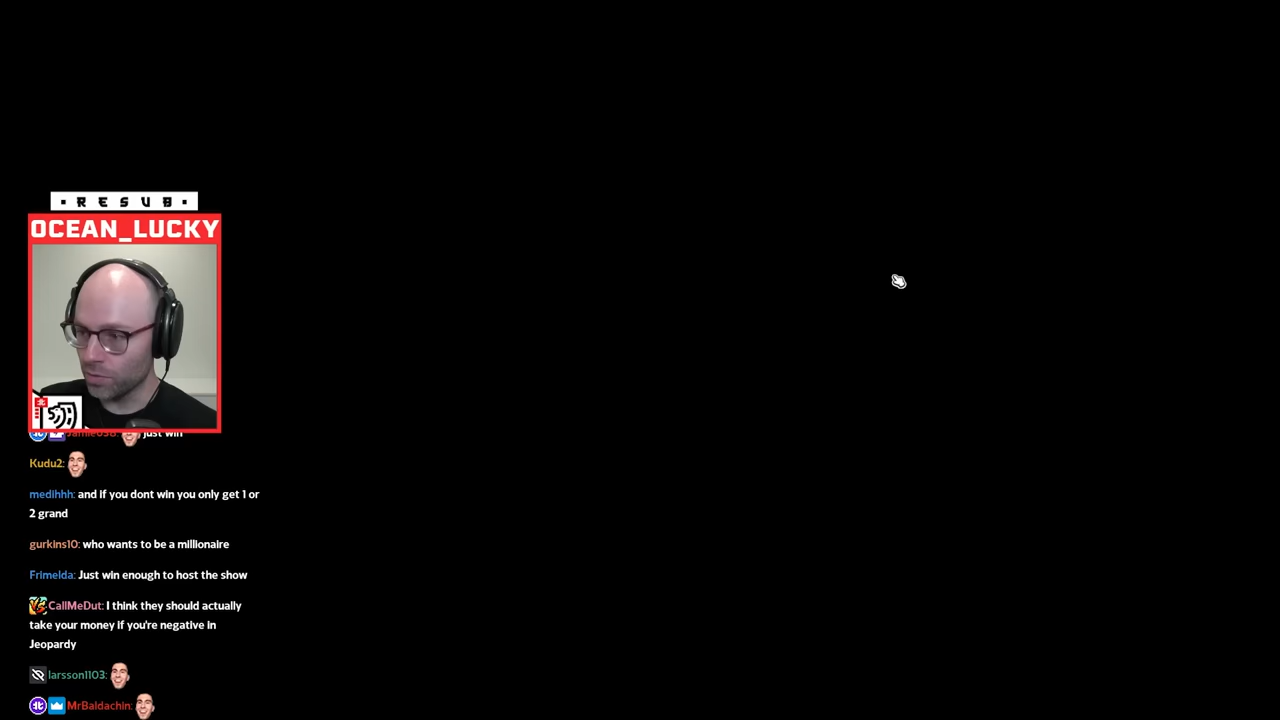 · R E S U B ·
OCEAN_LUCKY
just win
Kudu2:
medihhh: and if you dont win you only get 1 or
2 grand
gurkins10: who wants to be a millionaire
Frimelda: Just win enough to host the show
CallMeDut: I think they should actually
take your money if you're negative in
Jeopardy
larsson1103:
MrBaldachin: